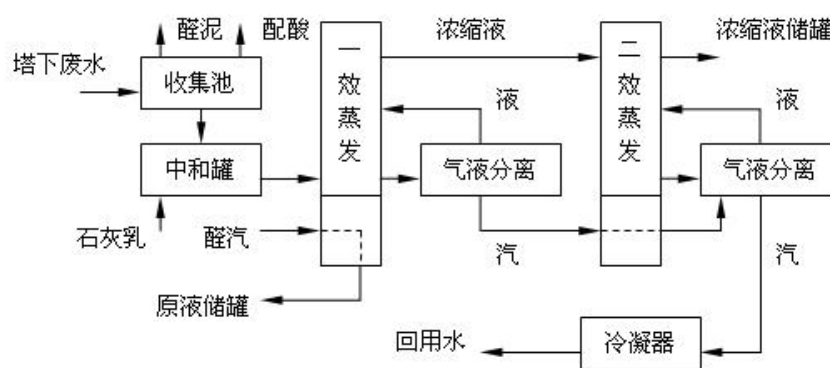 醛泥
配酸
浓缩液
浓缩液储罐
塔下废水
收集池
一效蒸发
二效蒸发
液
液
中和罐
气液分离
气液分离
石灰乳
醛汽
汽
汽
原液储罐
回用水
冷凝器